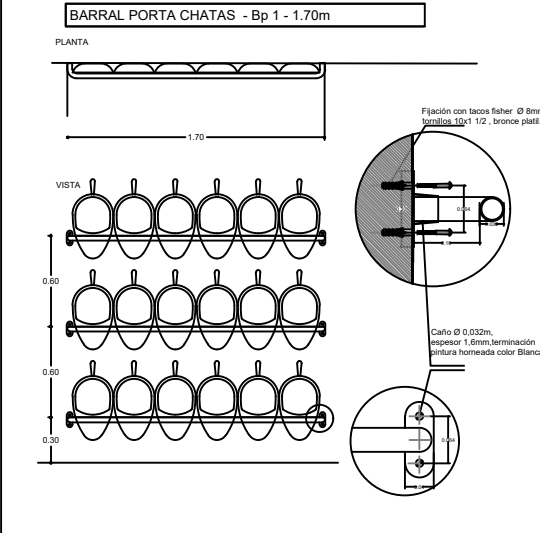 BARRAL PORTA CHATAS - Bp 1 - 1.70m
PLANTA
1.70
Fijación con tacos fisher Ø 8mm
tornillos 10x1 1/2 , bronce platil
VISTA
0.60
0.60
0.30
0.064
Caño Ø 0,032m,
espesor 1,6mm,terminación
pintura horneada color Blanca
0.064